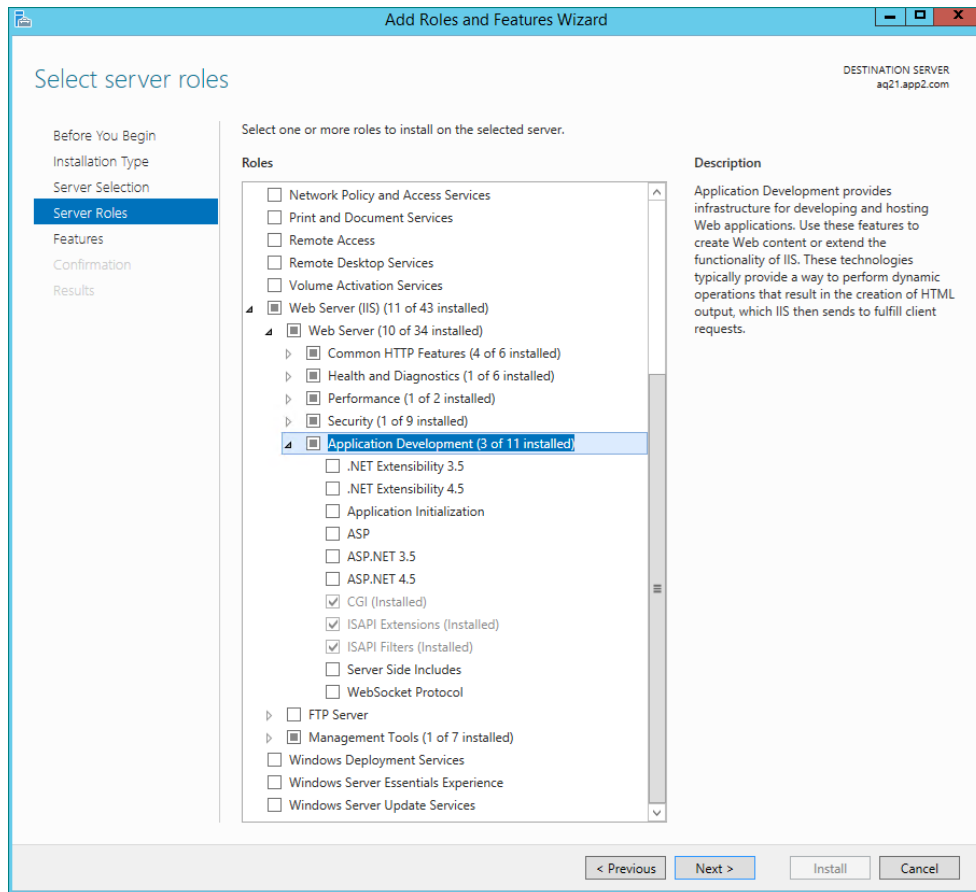 Add Roles and Features Wizard
Select server roles
DESTINATION SERVER
aq21.app2.com
Before You Begin
Installation Type
Server Selection
Server Roles
Features
Confirmation
Results
Select one or more roles to install on the selected server.
Roles
Network Policy and Access Services
Print and Document Services
Remote Access
Remote Desktop Services
Volume Activation Services
Web Server (IIS) (11 of 43 installed)
Web Server (10 of 34 installed)
Common HTTP Features (4 of 6 installed)
Health and Diagnostics (1 of 6 installed)
Performance (1 of 2 installed)
Security (1 of 9 installed)
Application Development (3 of 11 installed)
.NET Extensibility 3.5
.NET Extensibility 4.5
Application Initialization
ASP
ASP.NET 3.5
ASP.NET 4.5
CGI (Installed)
ISAPI Extensions (Installed)
ISAPI Filters (Installed)
Server Side Includes
WebSocket Protocol
FTP Server
Management Tools (1 of 7 installed)
Windows Deployment Services
Windows Server Essentials Experience
Windows Server Update Services
Description
Application Development provides
infrastructure for developing and hosting
Web applications. Use these features to
create Web content or extend the
functionality of IIS. These technologies
typically provide a way to perform dynamic
operations that result in the creation of HTML
output, which IIS then sends to fulfill client
requests.
< Previous
Next >
Install
Cancel